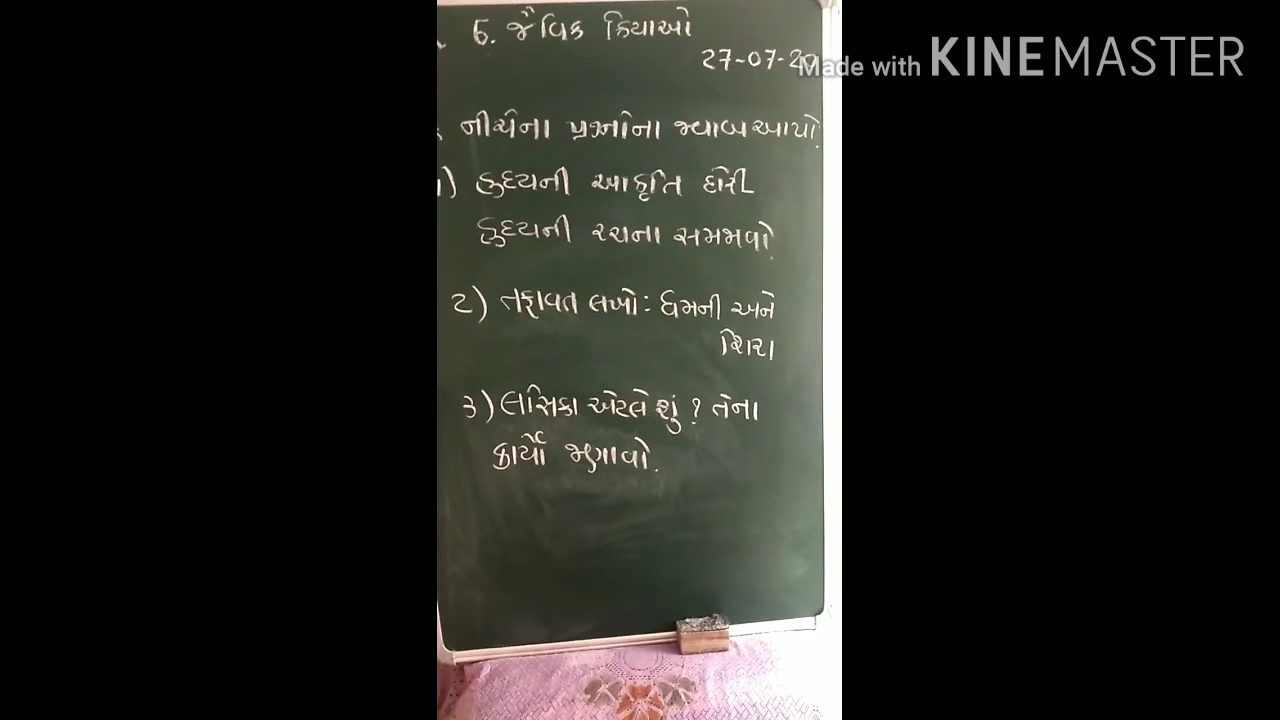 6. જૈવિક ક્રિયાઓ
27-07-20
Made with KINEMASTER
નીચેના પ્રશ્નોના જવાબ આપો.
1) હૃદયની આકૃતિ દોરી
હૃદયની રચના સમજાવો.
2) તફાવત લખો: ધમની અને
શિરા
3) લસિકા એટલે શું? તેના
કાર્યો જણાવો.